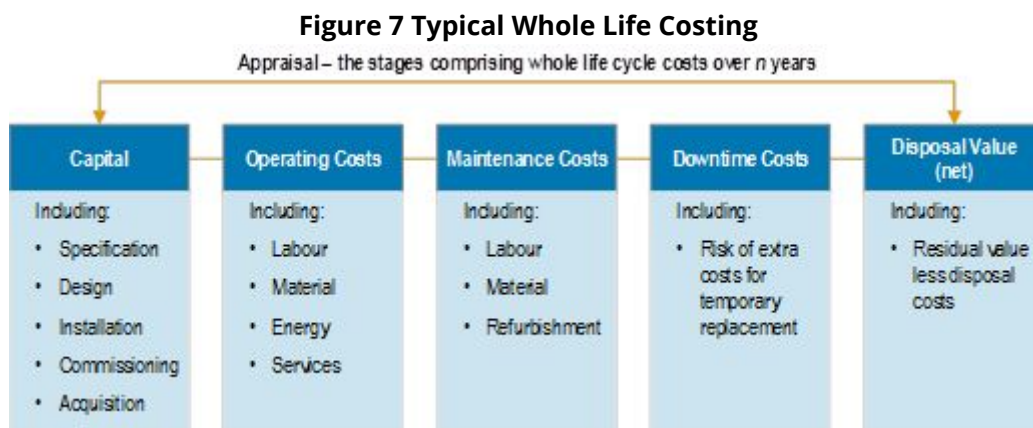 Figure 7 Typical Whole Life Costing
Appraisal – the stages comprising whole life cycle costs over n years
Capital
Including:
• Specification
• Design
• Installation
• Commissioning
• Acquisition
Operating Costs
Including:
• Labour
• Material
• Energy
• Services
Maintenance Costs
Including:
• Labour
• Material
• Refurbishment
Downtime Costs
Including:
• Risk of extra
costs for
temporary
replacement
Disposal Value
(net)
Including:
• Residual value
less disposal
costs